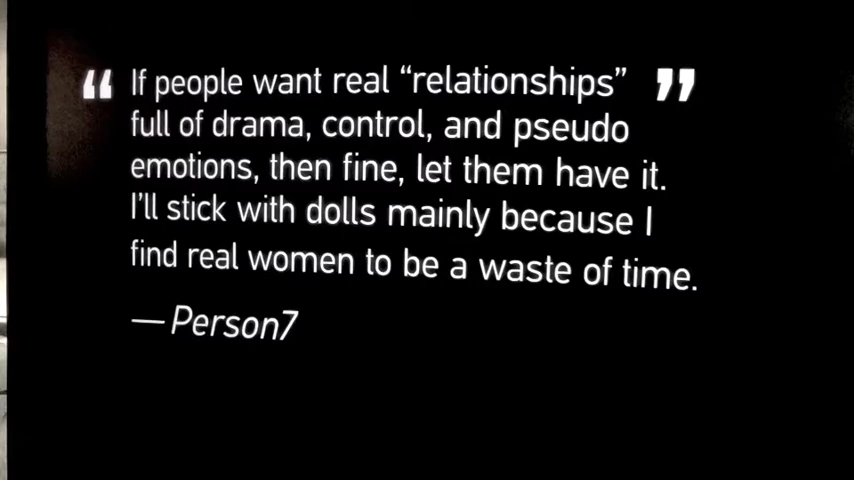 “ If people want real “relationships” ”
full of drama, control, and pseudo
emotions, then fine, let them have it.
I’ll stick with dolls mainly because I
find real women to be a waste of time.
— Person7